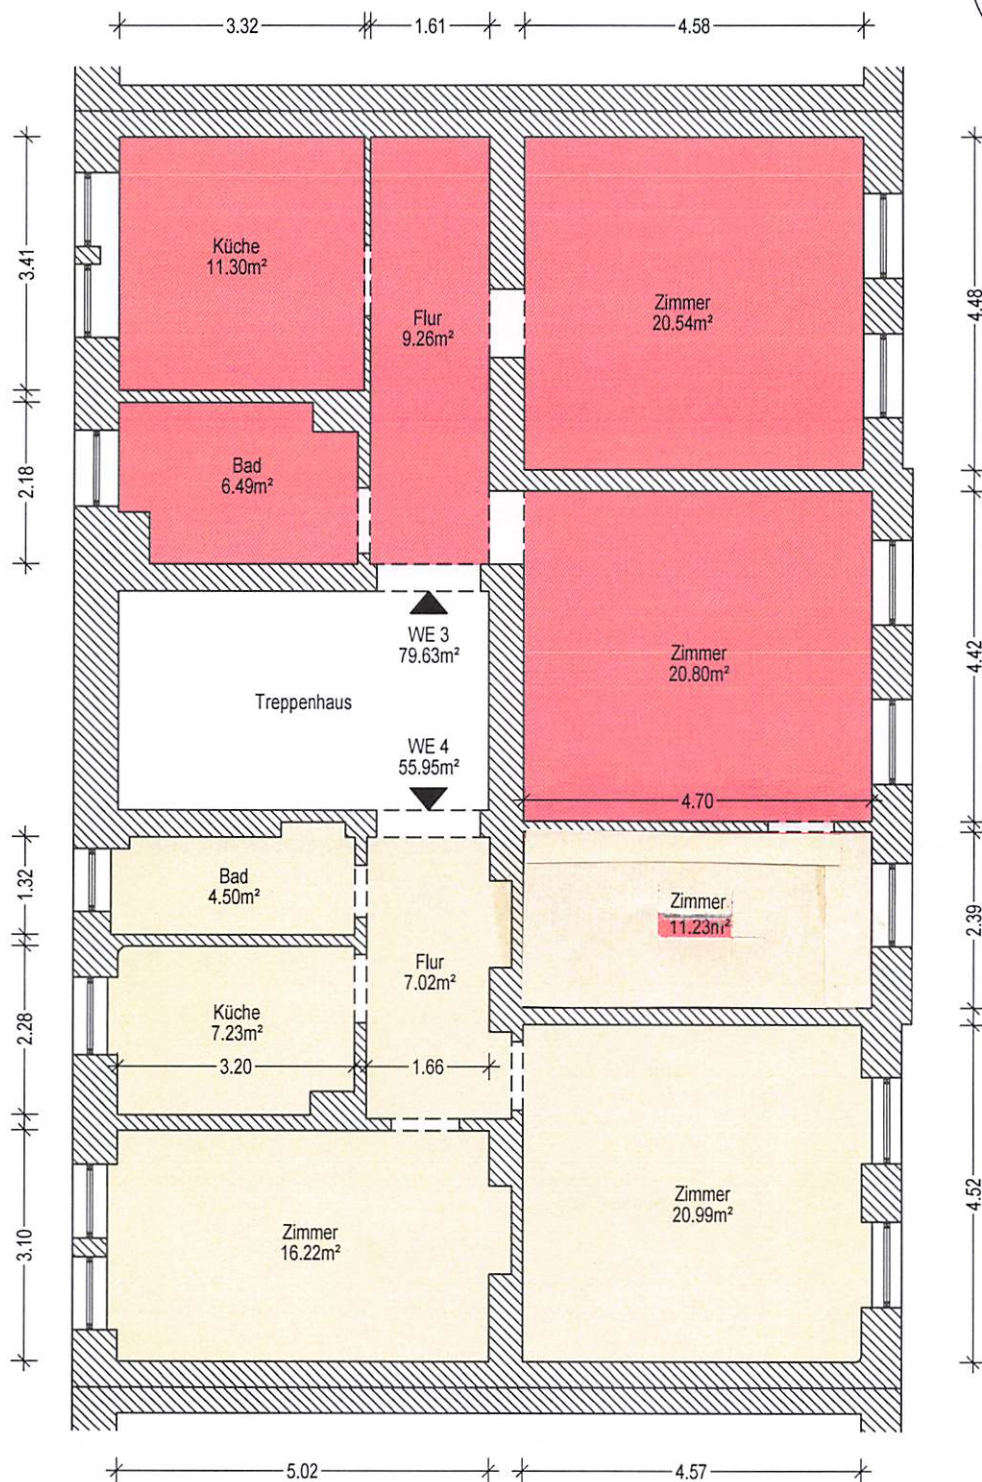 3.32
1.61
4.58
3.41
Küche
11.30m²
Flur
9.26m²
Zimmer
20.54m²
4.48
2.18
Bad
6.49m²
WE 3
79.63m²
Treppenhaus
WE 4
55.95m²
Zimmer
20.80m²
4.42
4.70
1.32
Bad
4.50m²
Zimmer
11.23m²
2.39
Flur
7.02m²
2.28
Küche
7.23m²
3.20
1.66
Zimmer
20.99m²
4.52
3.10
Zimmer
16.22m²
5.02
4.57